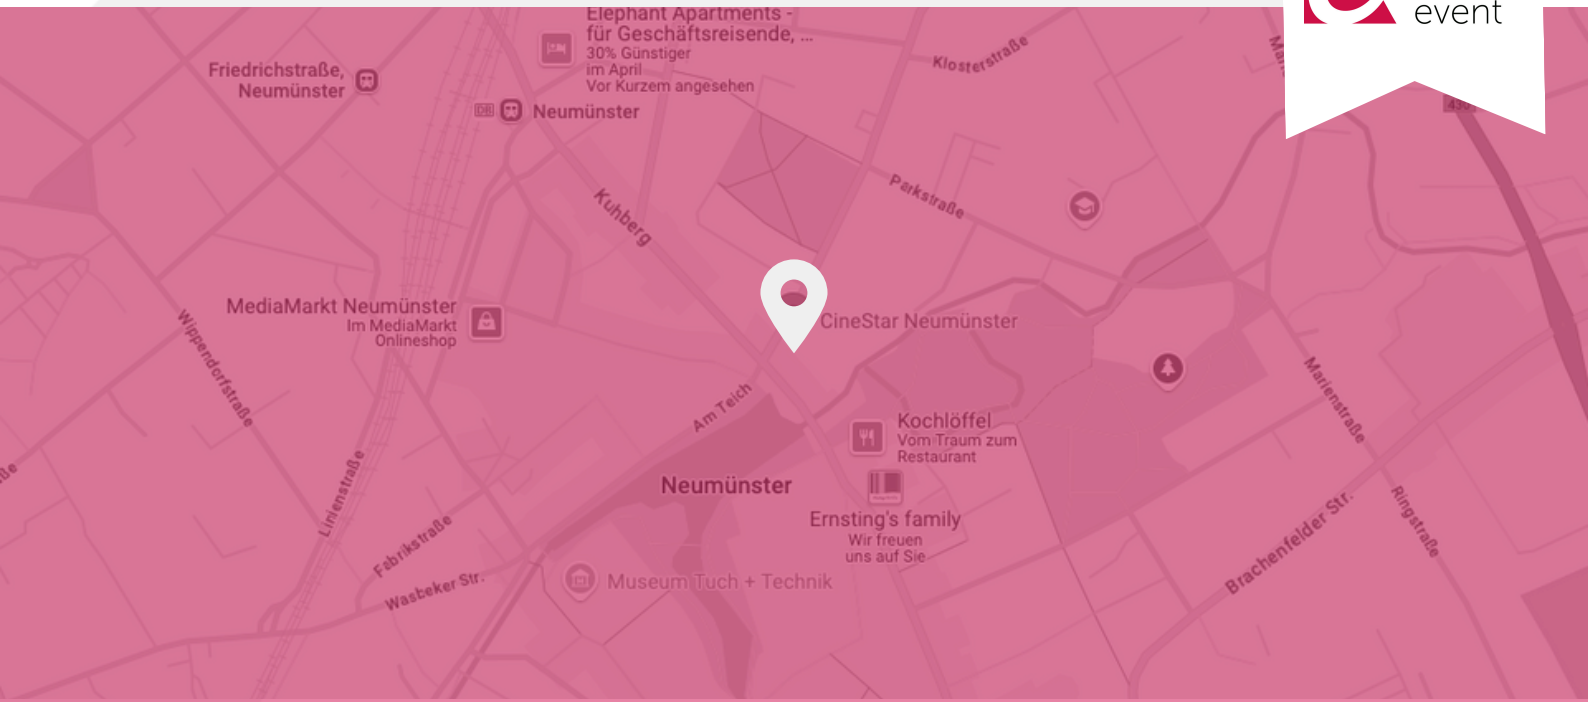 event
Elephant Apartments -
für Geschäftsreisende, ...
30% Günstiger
im April
Vor Kurzem angesehen
Klosterstraße
Friedrichstraße,
Neumünster
DB
Neumünster
430
Parkstraße
Kuhberg
MediaMarkt Neumünster
Im MediaMarkt
Onlineshop
CineStar Neumünster
Wippendorfstraße
Am Teich
Marienstraße
Kochlöffel
Vom Traum zum
Restaurant
Neumünster
Linienstraße
Ernsting's family
Wir freuen
uns auf Sie
Fabrikstraße
Brachenfelder Str.
Ringstraße
Wasbeker Str.
Museum Tuch + Technik